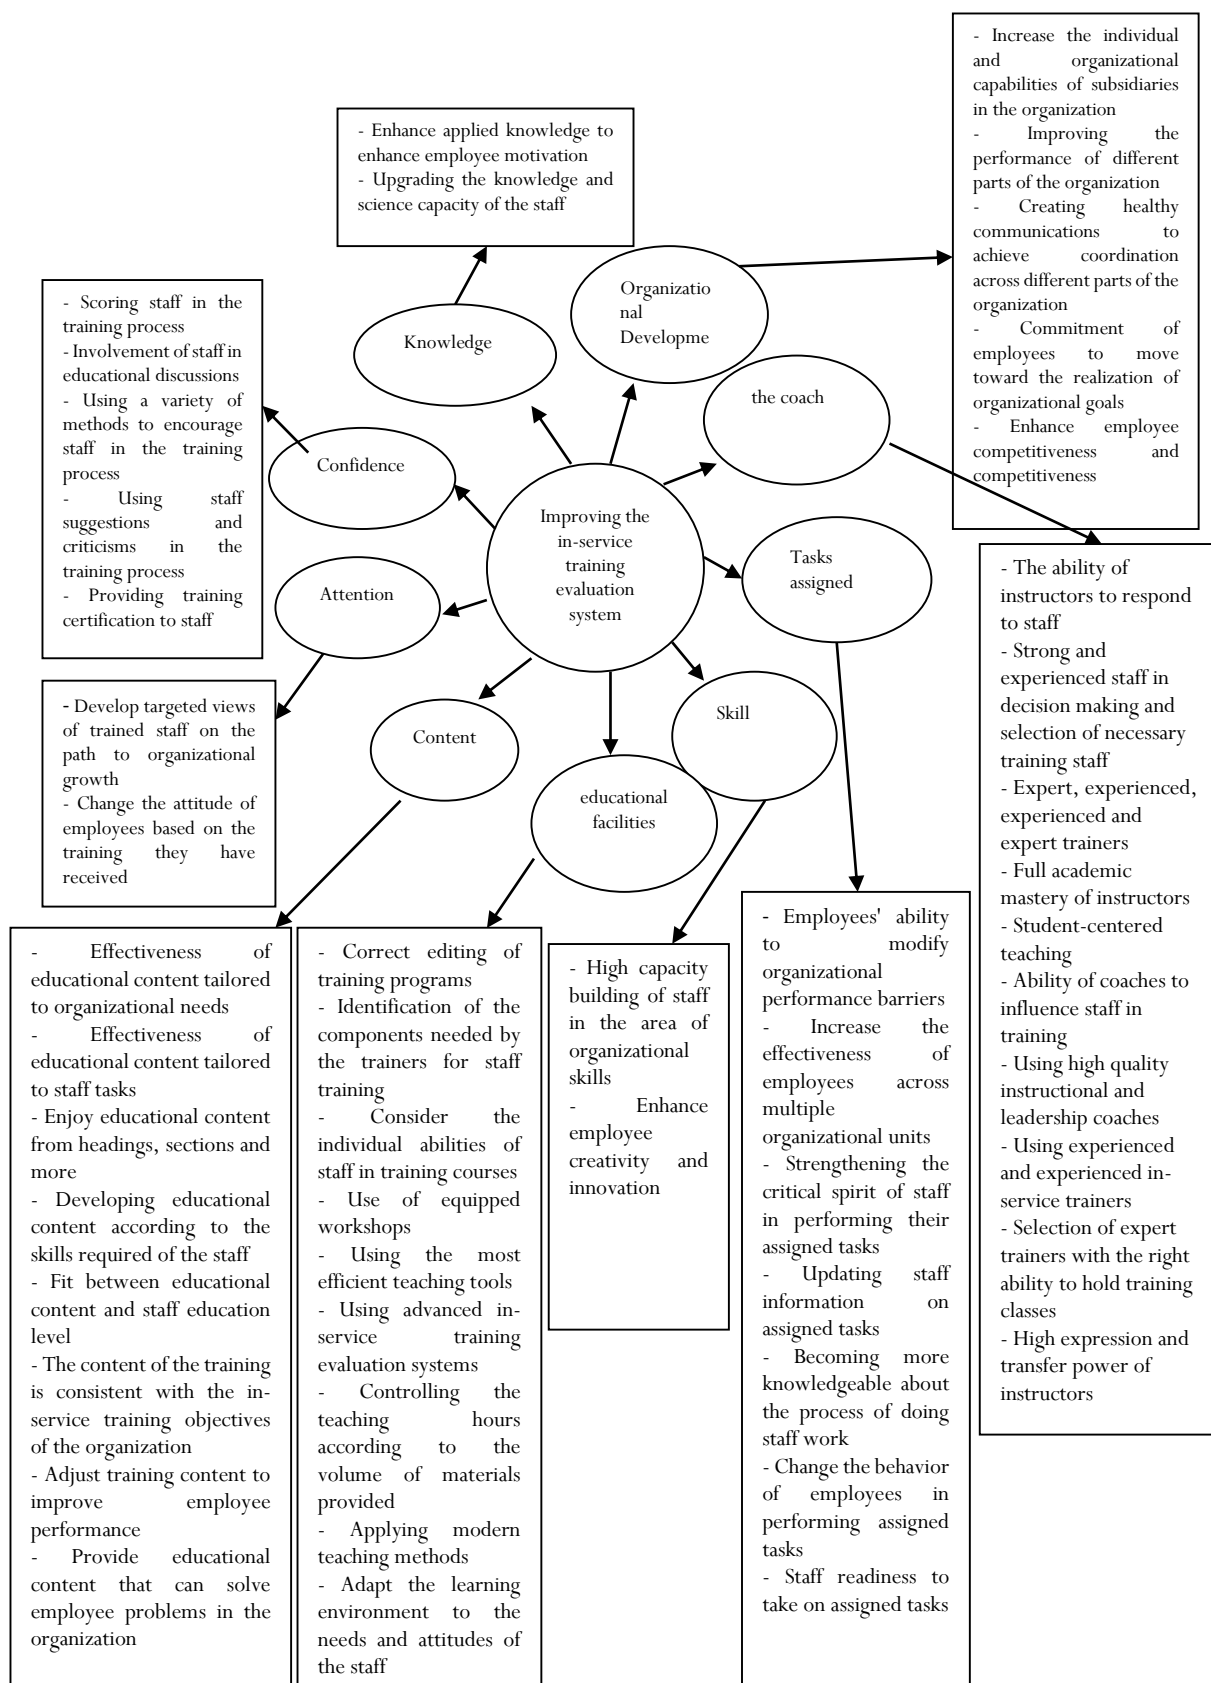 - Increase the individual
and organizational
capabilities of subsidiaries
in the organization
- Improving the
performance of different
parts of the organization
- Creating healthy
communications to
achieve coordination
across different parts of the
organization
- Commitment of
employees to move
toward the realization of
organizational goals
- Enhance employee
competitiveness and
competitiveness
- Enhance applied knowledge to
enhance employee motivation
- Upgrading the knowledge and
science capacity of the staff
Organizatio
nal
Developme
Knowledge
the coach
- Scoring staff in the
training process
- Involvement of staff in
educational discussions
- Using a variety of
methods to encourage
staff in the training
process
- Using staff
suggestions and
criticisms in the
training process
- Providing training
certification to staff
Confidence
Improving the
in-service
training
evaluation
system
Tasks
assigned
Attention
- The ability of
instructors to respond
to staff
- Strong and
experienced staff in
decision making and
selection of necessary
training staff
- Expert, experienced,
experienced and
expert trainers
- Full academic
mastery of instructors
- Student-centered
teaching
- Ability of coaches to
influence staff in
training
- Using high quality
instructional and
leadership coaches
- Using experienced
and experienced in-
service trainers
- Selection of expert
trainers with the right
ability to hold training
classes
- High expression and
transfer power of
instructors
- Develop targeted views
of trained staff on the
path to organizational
growth
- Change the attitude of
employees based on the
training they have
received
Content
Skill
educational
facilities
- Effectiveness of
educational content tailored
to organizational needs
- Effectiveness of
educational content tailored
to staff tasks
- Enjoy educational content
from headings, sections and
more
- Developing educational
content according to the
skills required of the staff
- Fit between educational
content and staff education
level
- The content of the training
is consistent with the in-
service training objectives
of the organization
- Adjust training content to
improve employee
performance
- Provide educational
content that can solve
employee problems in the
organization
- Correct editing of
training programs
- Identification of the
components needed by
the trainers for staff
training
- Consider the
individual abilities of
staff in training courses
- Use of equipped
workshops
- Using the most
efficient teaching tools
- Using advanced in-
service training
evaluation systems
- Controlling the
teaching hours
according to the
volume of materials
provided
- Applying modern
teaching methods
- Adapt the learning
environment to the
needs and attitudes of
the staff
- High capacity
building of staff
in the area of
organizational
skills
- Enhance
employee
creativity and
innovation
- Employees' ability
to modify
organizational
performance barriers
- Increase the
effectiveness of
employees across
multiple
organizational units
- Strengthening the
critical spirit of staff
in performing their
assigned tasks
- Updating staff
information on
assigned tasks
- Becoming more
knowledgeable about
the process of doing
staff work
- Change the behavior
of employees in
performing assigned
tasks
- Staff readiness to
take on assigned tasks